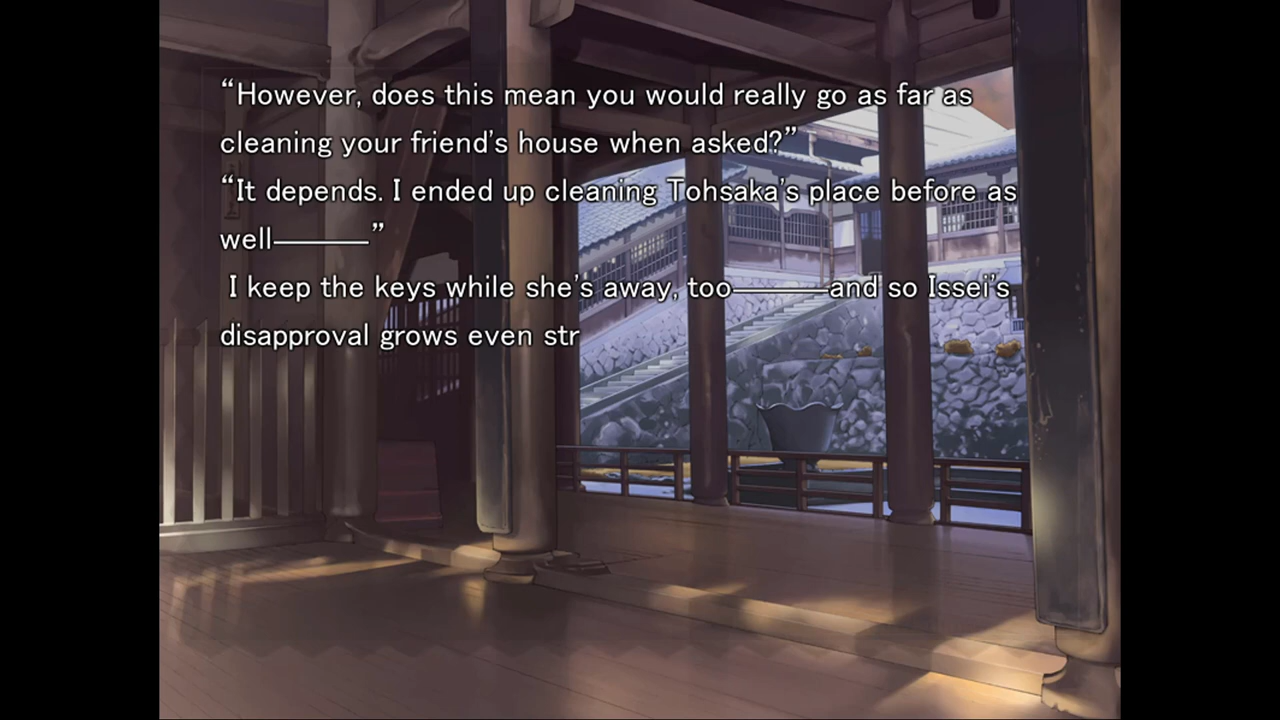 “However, does this mean you would really go as far as
cleaning your friend’s house when asked?”
“It depends. I ended up cleaning Tohsaka’s place before as
well———”
I keep the keys while she’s away, too———and so Issei’s
disapproval grows even str